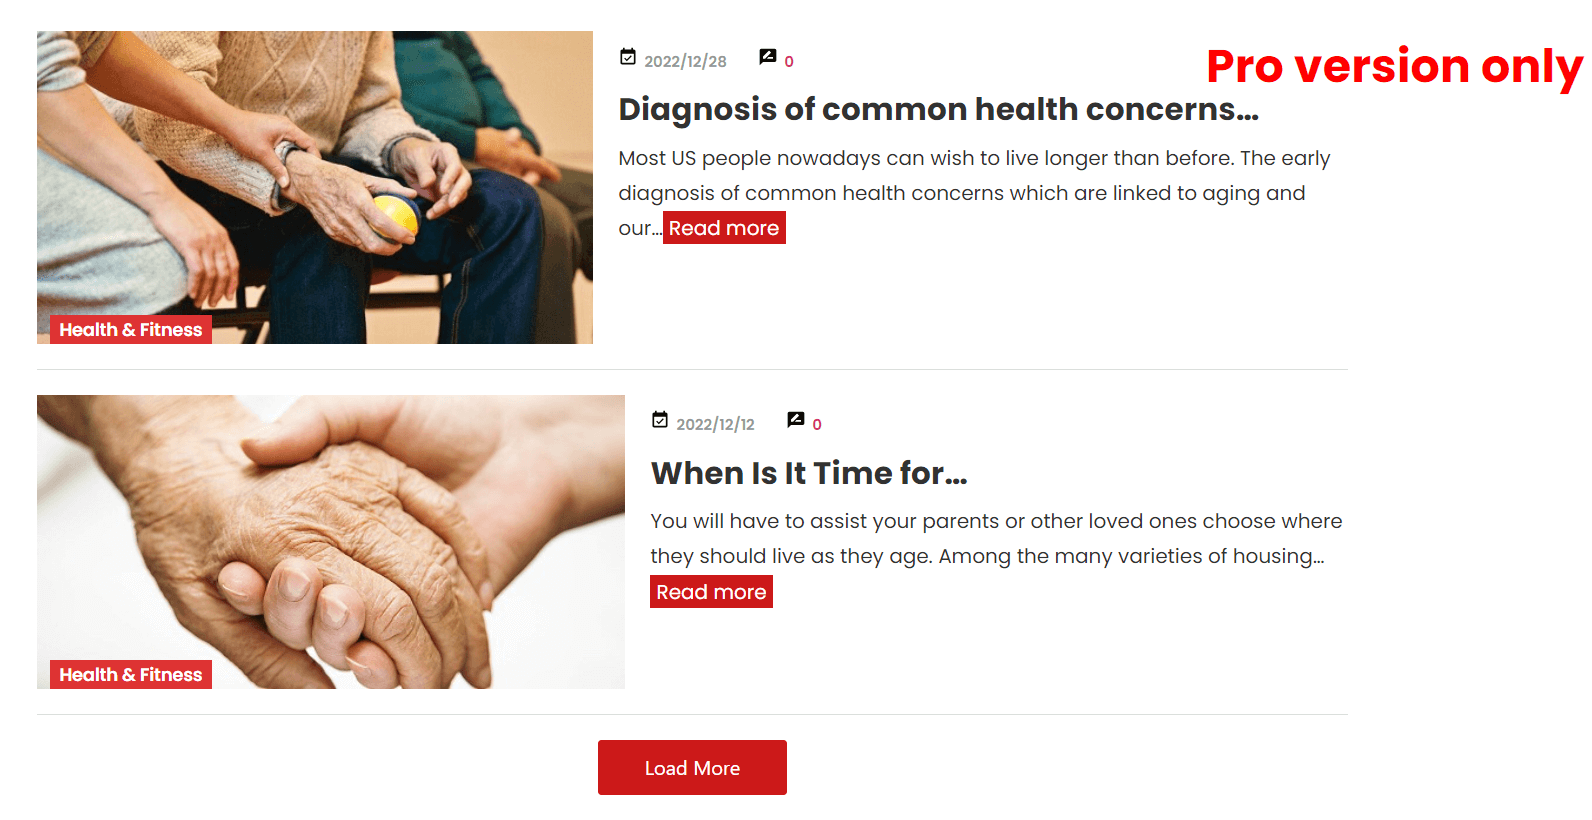 2022/12/28 0
Pro version only
Diagnosis of common health concerns...
Most US people nowadays can wish to live longer than before. The early
diagnosis of common health concerns which are linked to aging and
our... Read more
Health & Fitness
2022/12/12 0
When Is It Time for...
You will have to assist your parents or other loved ones choose where
they should live as they age. Among the many varieties of housing...
Read more
Health & Fitness
Load More